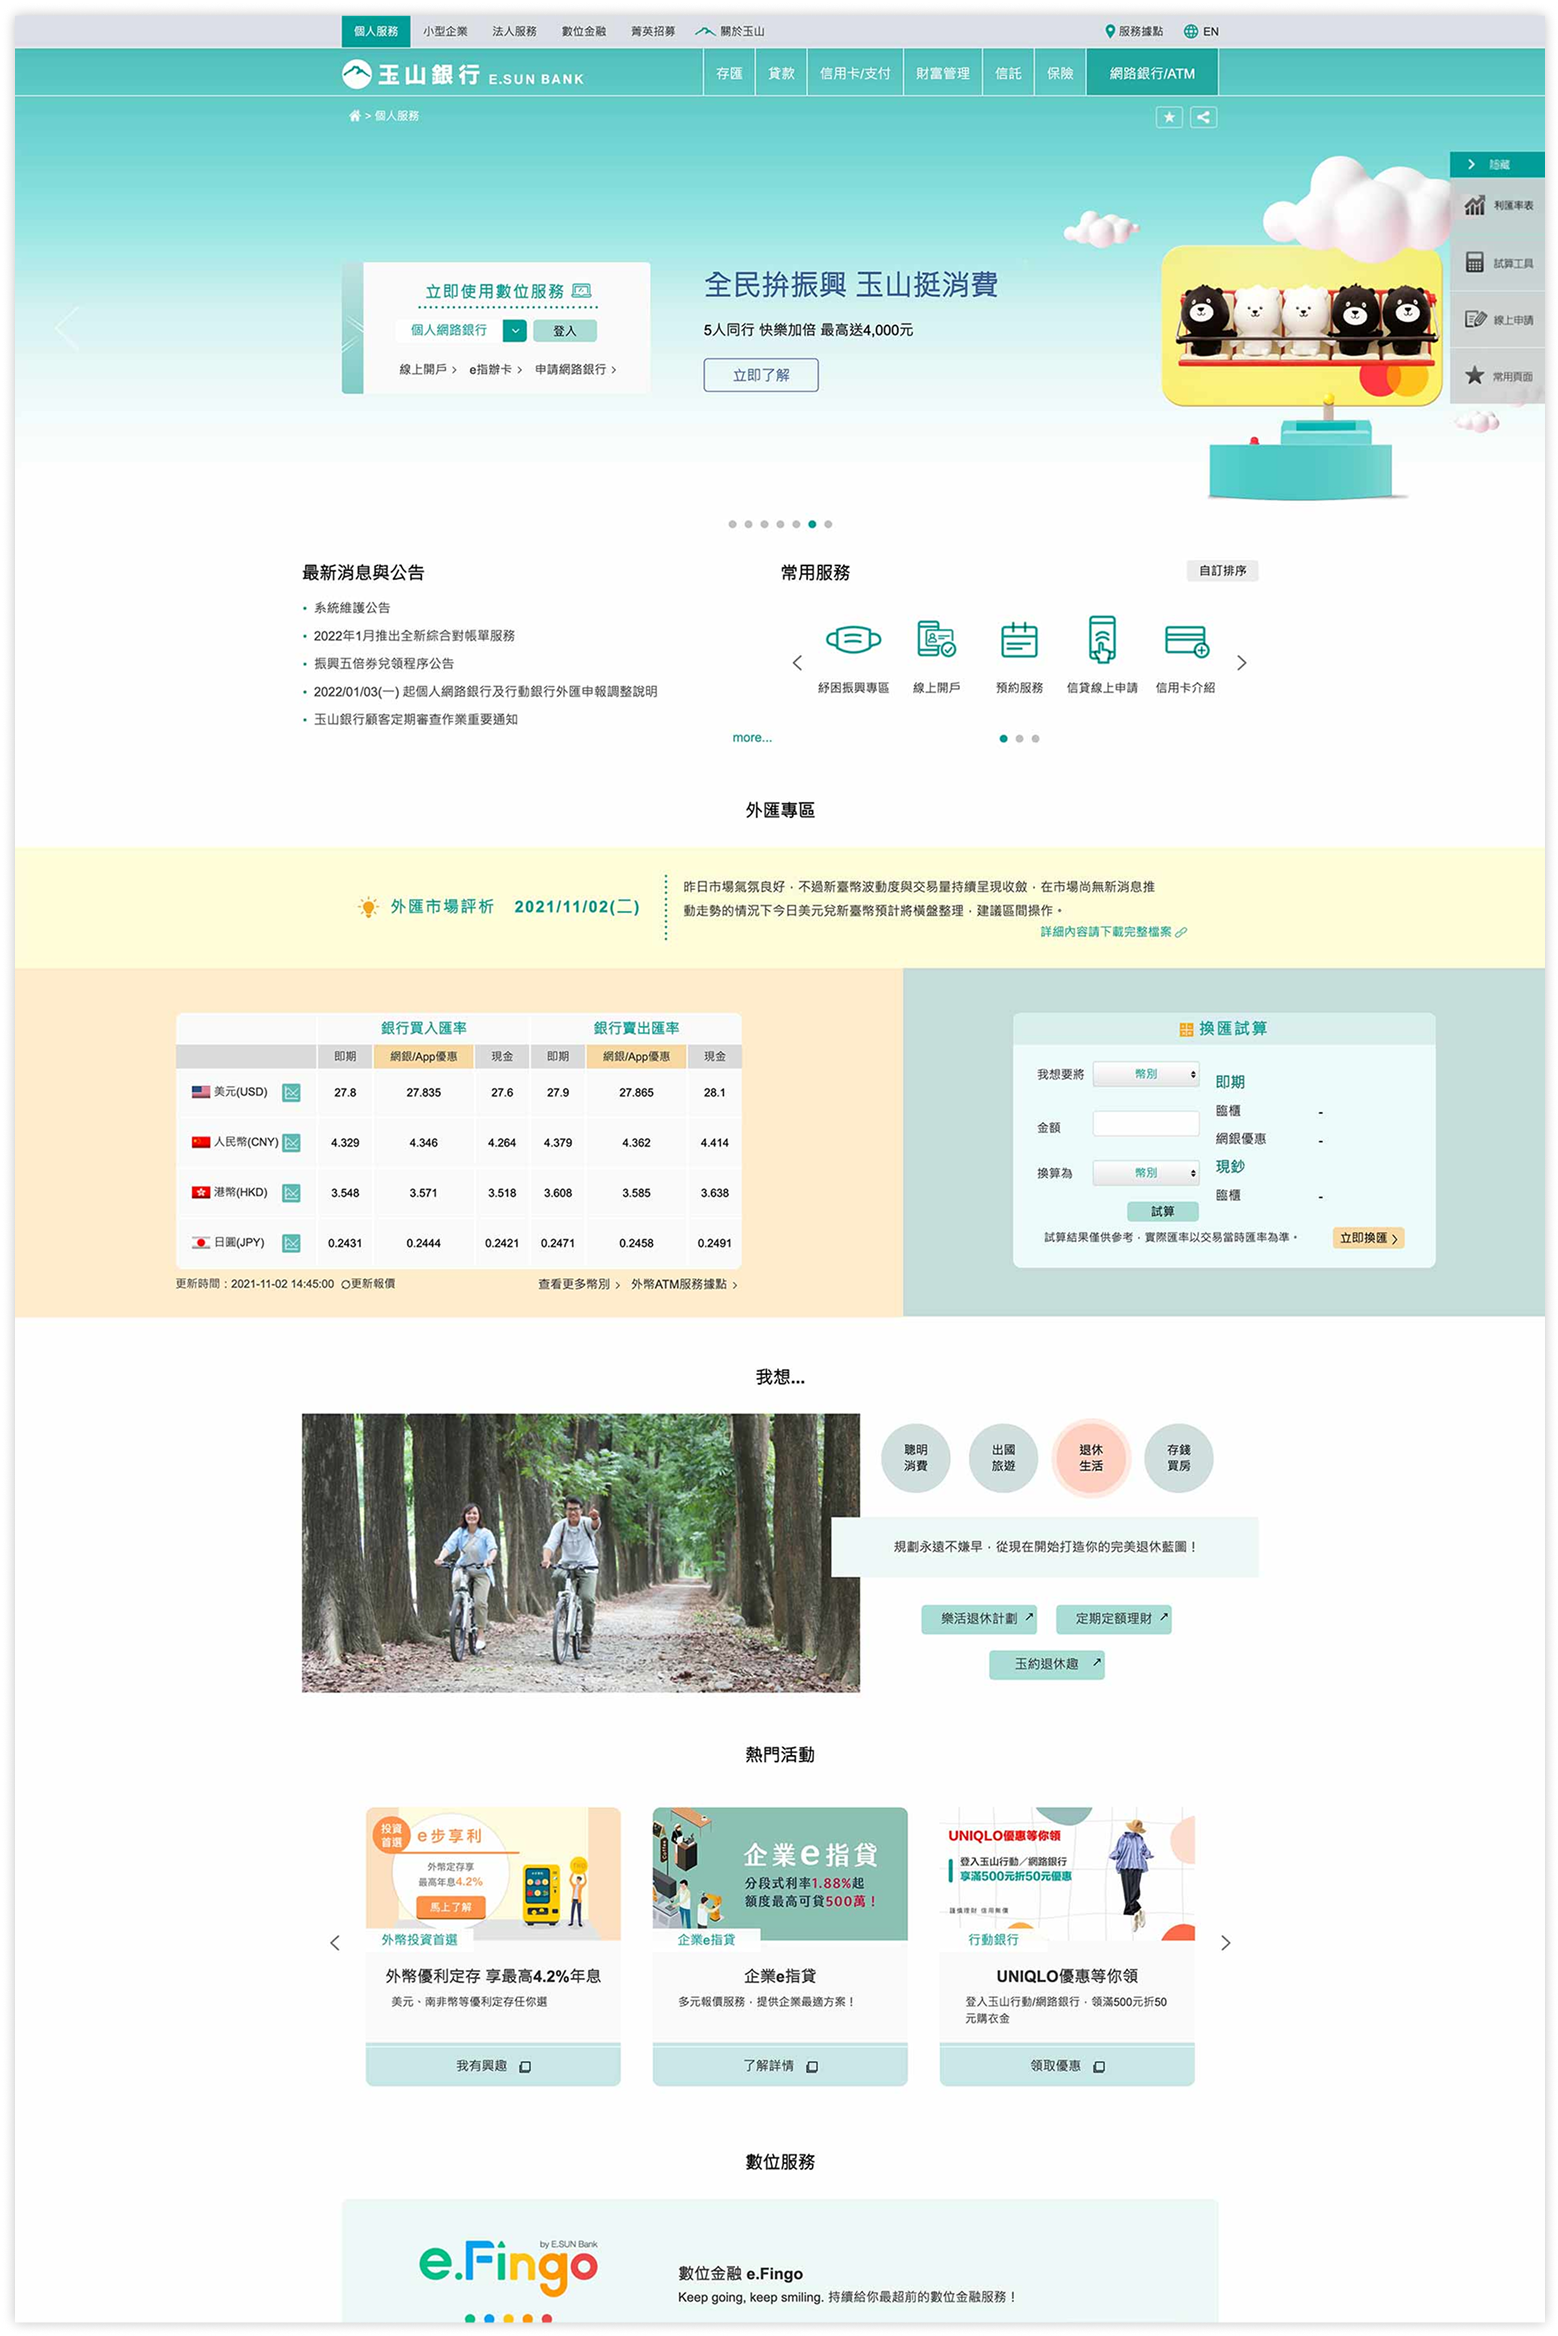 個人服務 小型企業 法人服務 數位金融 菁英招募 關於玉山 服務據點 EN
玉山銀行 E.SUN BANK 存匯 貸款 信用卡/支付 財富管理 信託 保險 網路銀行/ATM
> 個人服務
隱藏
利匯率表
試算工具
線上申請
常用頁面
立即使用數位服務
個人網路銀行 登入
線上開戶 > e指辦卡 > 申請網路銀行 >
全民拚振興 玉山挺消費
5人同行 快樂加倍 最高送4,000元
立即了解
最新消息與公告
• 系統維護公告
• 2022年1月推出全新綜合對帳單服務
• 振興五倍券兌領程序公告
• 2022/01/03(一) 起個人網路銀行及行動銀行外匯申報調整說明
• 玉山銀行顧客定期審查作業重要通知
more...
常用服務 自訂排序
紓困振興專區 線上開戶 預約服務 信貸線上申請 信用卡介紹
外匯專區
外匯市場評析 2021/11/02(二)
昨日市場氣氛良好，不過新臺幣波動度與交易量持續呈現收斂，在市場尚無新消息推
動走勢的情況下今日美元兌新臺幣預計將橫盤整理，建議區間操作。
詳細內容請下載完整檔案
銀行買入匯率 銀行賣出匯率
即期 網銀/App優惠 現金 即期 網銀/App優惠 現金
美元(USD) 27.8 27.835 27.6 27.9 27.865 28.1
人民幣(CNY) 4.329 4.346 4.264 4.379 4.362 4.414
港幣(HKD) 3.548 3.571 3.518 3.608 3.585 3.638
日圓(JPY) 0.2431 0.2444 0.2421 0.2471 0.2458 0.2491
更新時間：2021-11-02 14:45:00 更新報價 查看更多幣別 > 外幣ATM服務據點 >
換匯試算
我想要將 幣別
金額
換算為 幣別
試算
即期
臨櫃 -
網銀優惠 -
現鈔
臨櫃 -
試算結果僅供參考，實際匯率以交易當時匯率為準。 立即換匯 >
我想...
聰明
消費
出國
旅遊
退休
生活
存錢
買房
規劃永遠不嫌早，從現在開始打造你的完美退休藍圖！
樂活退休計劃 定期定額理財
玉約退休趣
熱門活動
投資
首選
e步享利
外幣定存享
最高年息4.2%
馬上了解
外幣投資首選
外幣優利定存 享最高4.2%年息
美元、南非幣等優利定存任你選
我有興趣
企業e指貸
分段式利率1.88%起
額度最高可貸500萬！
企業e指貸
企業e指貸
多元報價服務，提供企業最適方案！
了解詳情
UNIQLO優惠等你領
登入玉山行動／網路銀行
享滿500元折50元優惠
謹慎理財 信用無價
行動銀行
UNIQLO優惠等你領
登入玉山行動/網路銀行，領滿500元折50
元購衣金
領取優惠
數位服務
by E.SUN Bank
e.Fingo
數位金融 e.Fingo
Keep going, keep smiling. 持續給你最超前的數位金融服務！